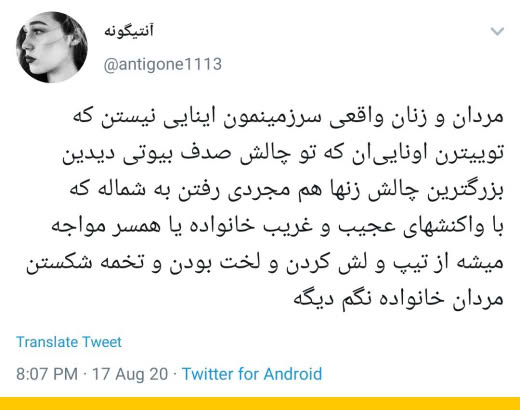 آنتیگونه
@antigone1113
مردان و زنان واقعی سرزمینمون اینایی نیستن که
توییترن اونایی‌ان که تو چالش صدف بیوتی دیدین
بزرگترین چالش زنها هم مجردی رفتن به شماله که
با واکنشهای عجیب و غریب خانواده یا همسر مواجه
میشه از تیپ و لش کردن و لخت بودن و تخمه شکستن
مردان خانواده نگم دیگه
Translate Tweet
8:07 PM · 17 Aug 20 · Twitter for Android